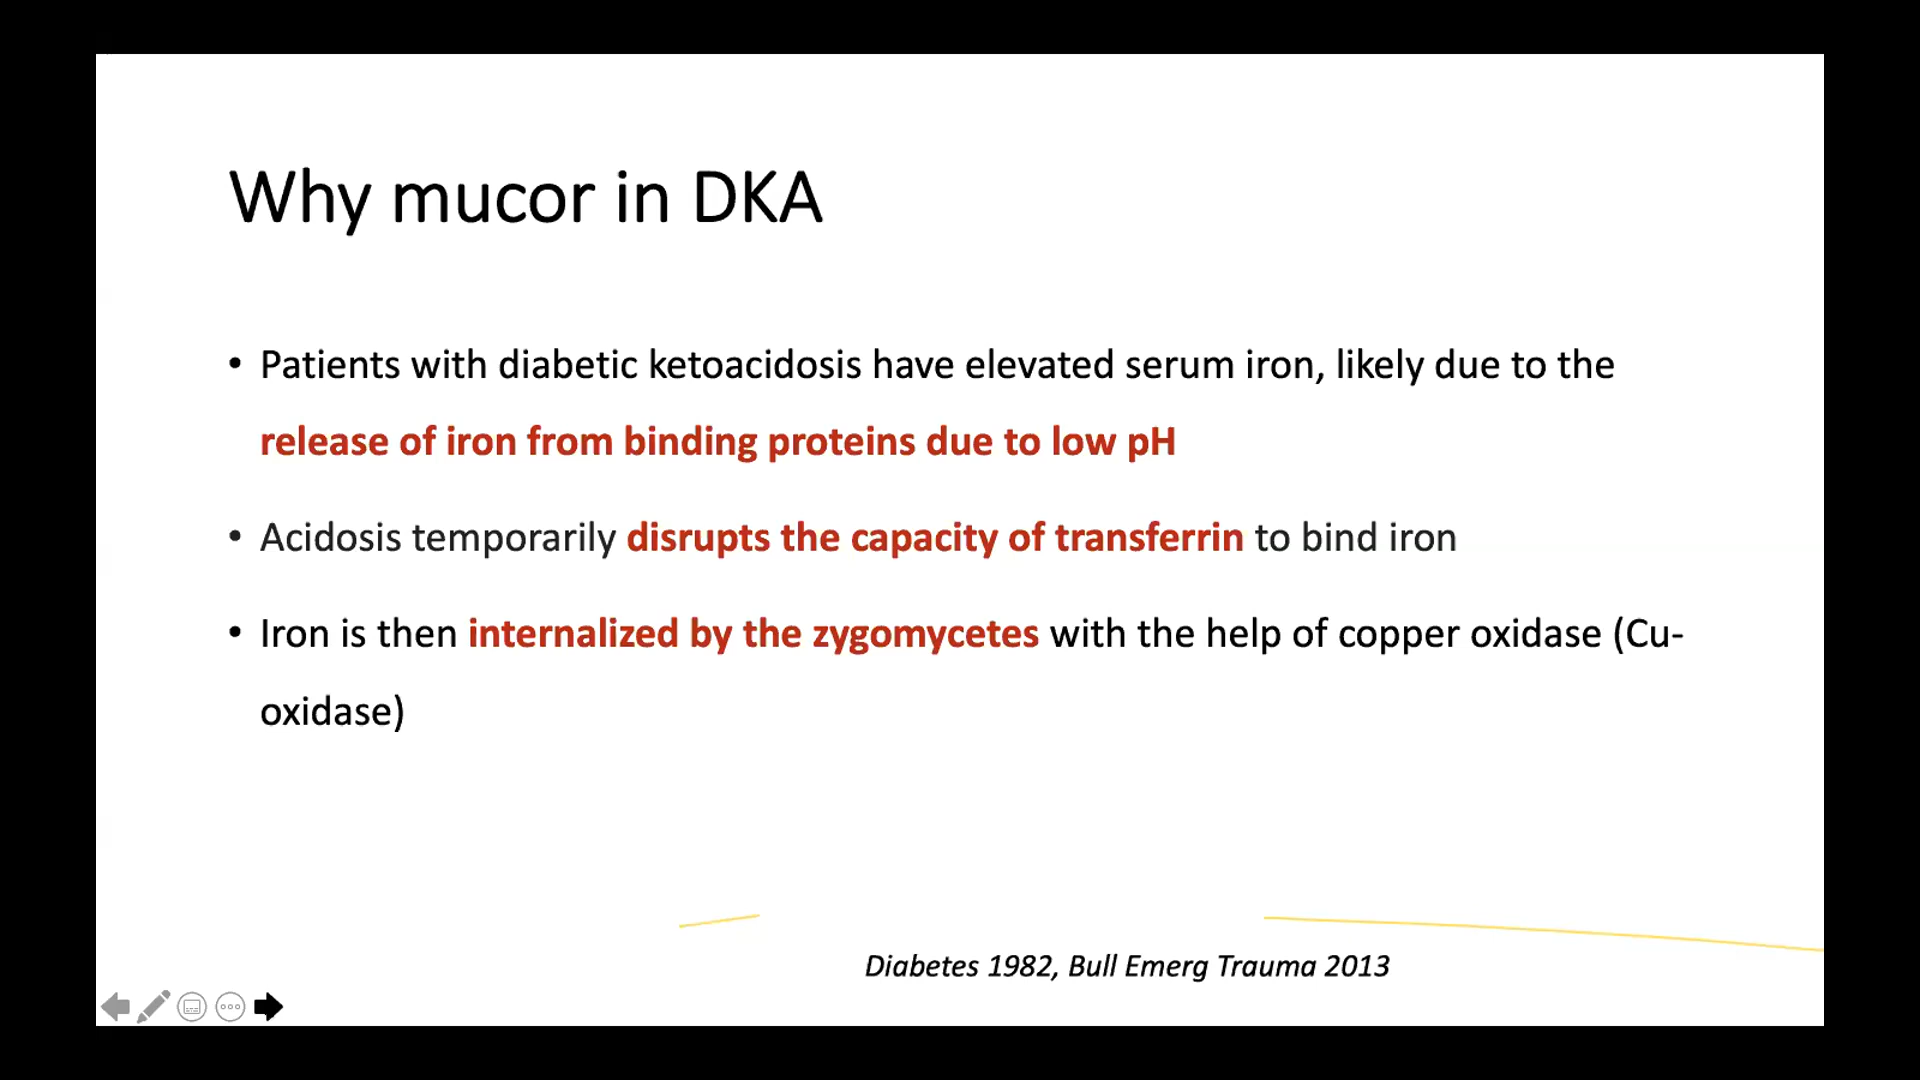 Why mucor in DKA
• Patients with diabetic ketoacidosis have elevated serum iron, likely due to the
release of iron from binding proteins due to low pH
• Acidosis temporarily disrupts the capacity of transferrin to bind iron
• Iron is then internalized by the zygomycetes with the help of copper oxidase (Cu-
oxidase)
Diabetes 1982, Bull Emerg Trauma 2013